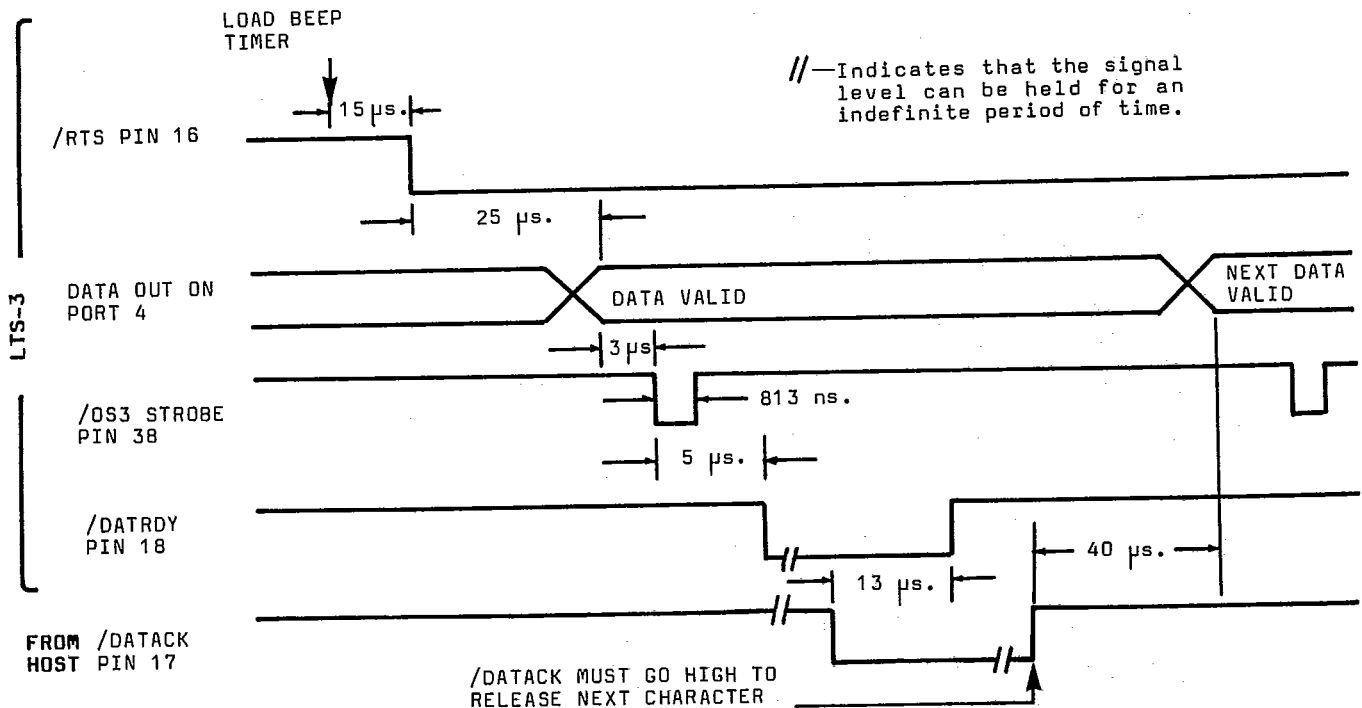 LOAD BEEP
TIMER
//—Indicates that the signal
level can be held for an
indefinite period of time.
15 µs.
/RTS PIN 16
25 µs.
LTS-3
DATA OUT ON
PORT 4
DATA VALID
NEXT DATA
VALID
3 µs
/OS3 STROBE
PIN 38
813 ns.
5 µs.
/DATRDY
PIN 18
40 µs.
13 µs.
FROM /DATACK
HOST PIN 17
/DATACK MUST GO HIGH TO
RELEASE NEXT CHARACTER